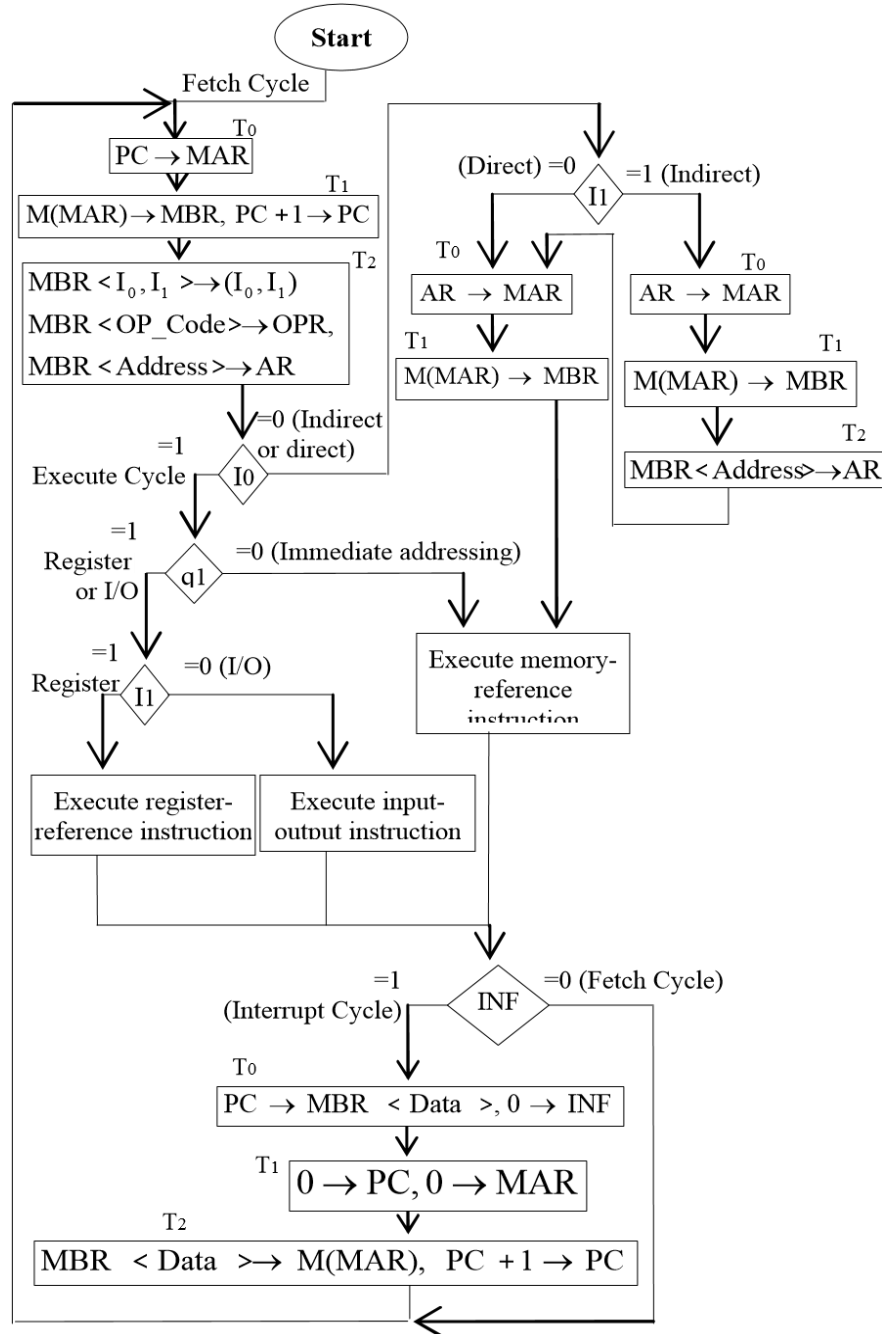 Start
Fetch Cycle
T0
PC → MAR
T1
M(MAR) → MBR, PC + 1 → PC
T2
MBR < I₀, I₁ >→ (I₀, I₁)
MBR < OP_Code >→ OPR,
MBR < Address >→ AR
=0 (Indirect
or direct)
=1
Execute Cycle
I0
=1
Register
or I/O
q1
=0 (Immediate addressing)
=1
Register
I1
=0 (I/O)
Execute register-
reference instruction
Execute input-
output instruction
(Direct) =0
I1
=1 (Indirect)
T0
AR → MAR
T1
M(MAR) → MBR
T0
AR → MAR
T1
M(MAR) → MBR
T2
MBR < Address >→ AR
Execute memory-
reference
instruction
=1
(Interrupt Cycle)
INF
=0 (Fetch Cycle)
T0
PC → MBR < Data >, 0 → INF
T1
0 → PC, 0 → MAR
T2
MBR < Data >→ M(MAR), PC + 1 → PC